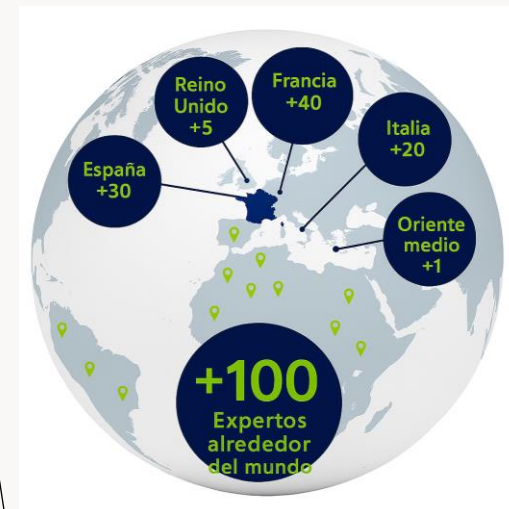 Reino
Unido
+5
Francia
+40
Italia
+20
España
+30
Oriente
medio
+1
+100
Expertos
alrededor
del mundo